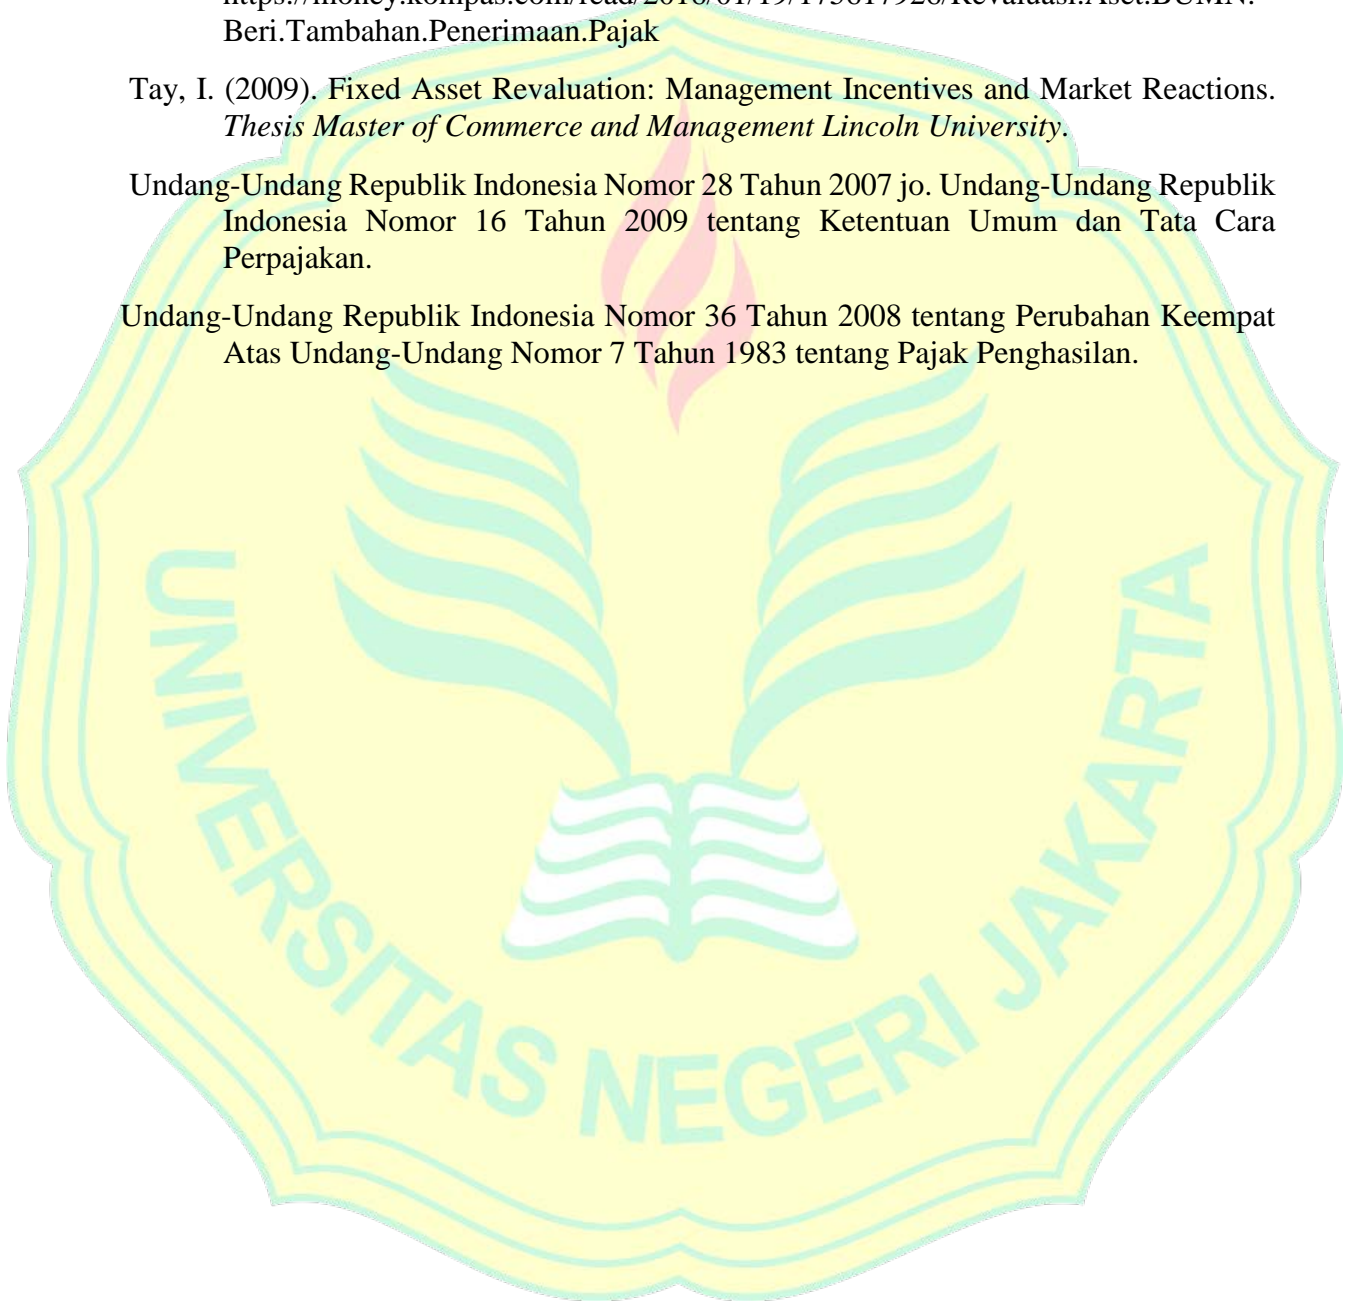 Beri.Tambahan.Penerimaan.Pajak
Tay, I. (2009). Fixed Asset Revaluation: Management Incentives and Market Reactions.
Thesis Master of Commerce and Management Lincoln University.
Undang-Undang Republik Indonesia Nomor 28 Tahun 2007 jo. Undang-Undang Republik
Indonesia Nomor 16 Tahun 2009 tentang Ketentuan Umum dan Tata Cara
Perpajakan.
Undang-Undang Republik Indonesia Nomor 36 Tahun 2008 tentang Perubahan Keempat
Atas Undang-Undang Nomor 7 Tahun 1983 tentang Pajak Penghasilan.
UNIVERSITAS NEGERI JAKARTA